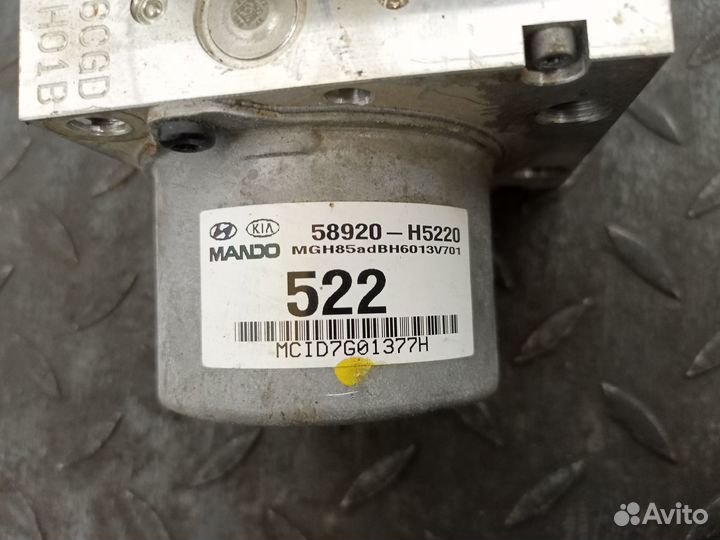 6CGD
H01B
KIA
MANDO
58920-H5220
MGH85adBH6013V701
522
MCID7G01377H
Avito